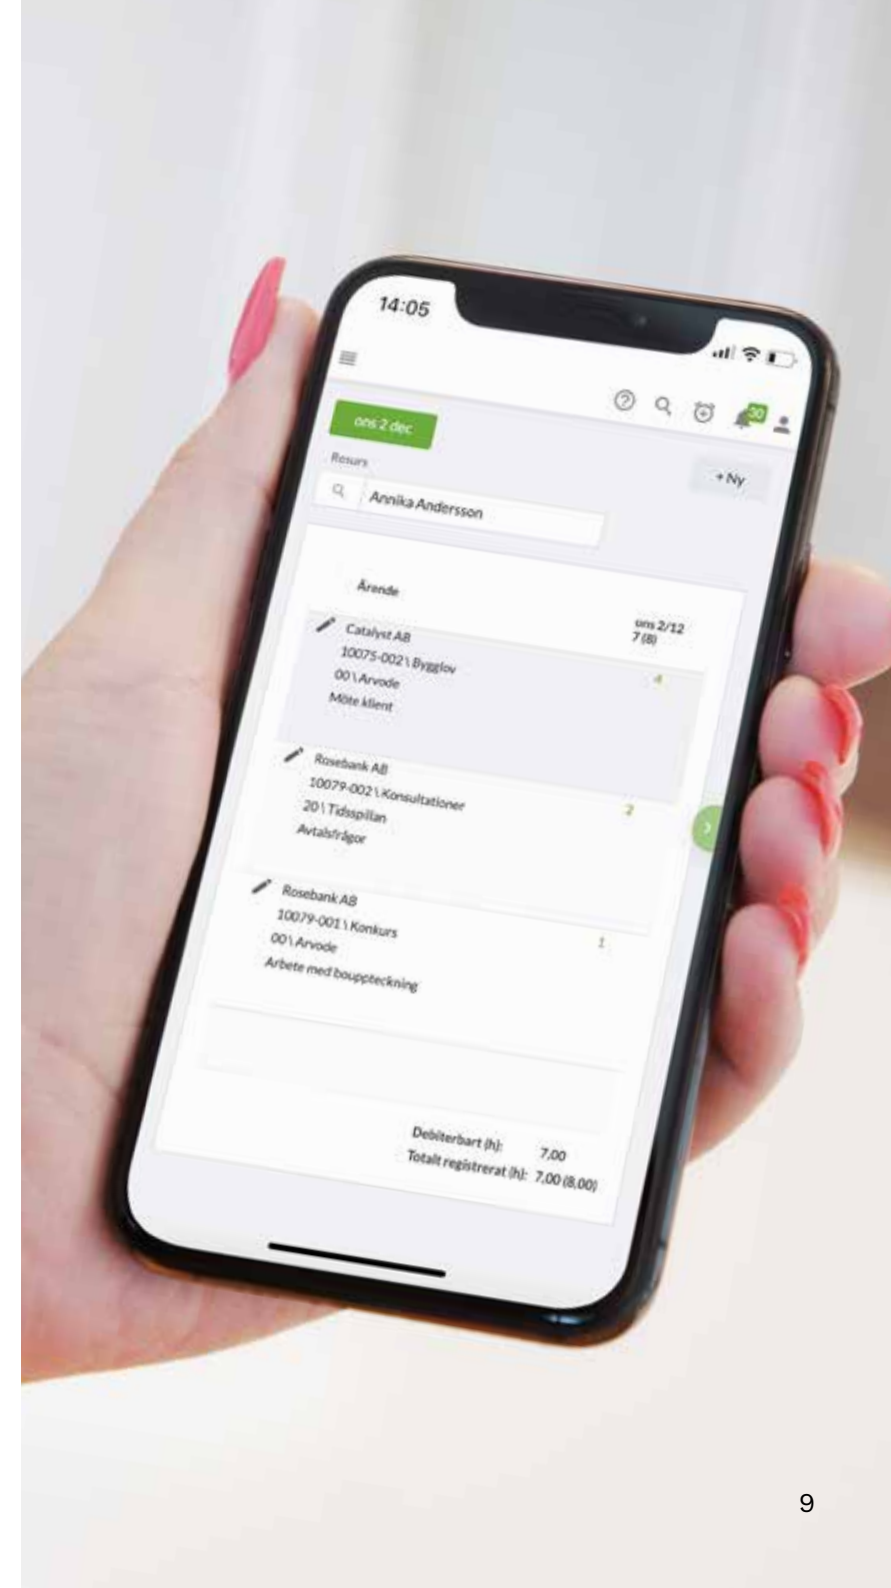 14:05
30
ons 2 dec
+ Ny
Resurs
Annika Andersson
Ärende
ons 2/12
7 (8)
Catalyst AB
10075-002 \ Bygglov
4
00 \ Arvode
Möte klient
Rosebank AB
10079-002 \ Konsultationer
2
20 \ Tidsspillan
Avtalsfrågor
Rosebank AB
10079-001 \ Konkurs
1
00 \ Arvode
Arbete med bouppteckning
Debiterbart (h): 7,00
Totalt registrerat (h): 7,00 (8,00)
9